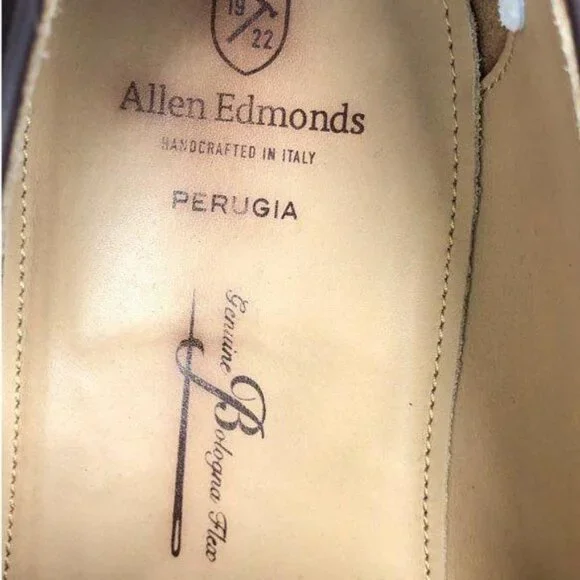 19
22
Allen Edmonds
HANDCRAFTED IN ITALY
PERUGIA
Genuine
Bologna Flex